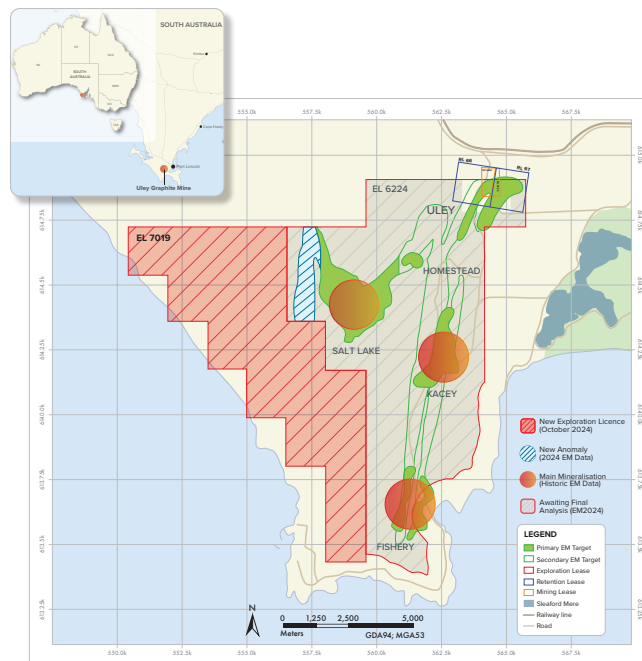 SOUTH AUSTRALIA
SOUTH
AUSTRALIA
Port Lincoln
Uley Graphite Mine
555.0k
557.5k
560.0k
562.5k
565.0k
567.5k
EL 6224
RL 66
RL 67
ULEY
EL 7019
HOMESTEAD
SALT LAKE
KACEY
FISHERY
New Exploration Licence
(October 2024)
New Anomaly
(2024 EM Data)
Main Mineralisation
(Historic EM Data)
Awaiting Final
Analysis (EM2024)
LEGEND
Primary EM Target
Secondary EM Target
Exploration Lease
Retention Lease
Mining Lease
Sleaford Mere
Railway line
Road
N
0 1,250 2,500 5,000
Meters
GDA94; MGA53
550.0k
552.5k
555.0k
557.5k
560.0k
562.5k
565.0k
567.5k